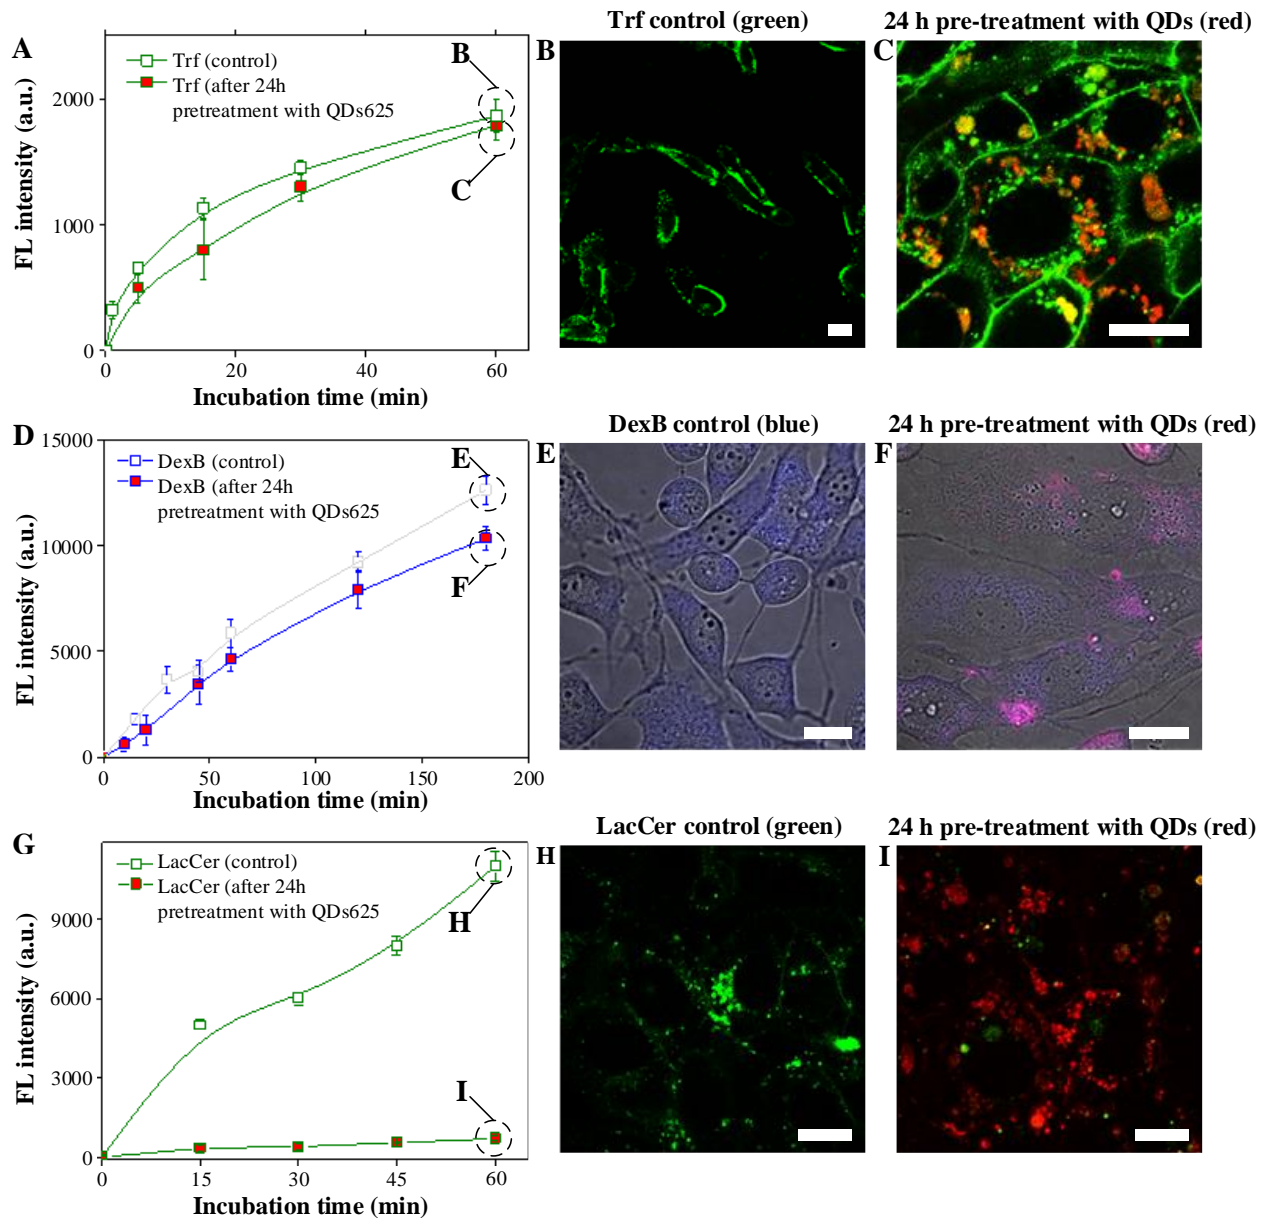 Trf control (green)
24 h pre-treatment with QDs (red)
A
Trf (control)
Trf (after 24h
pretreatment with QDs625
B
C
B
C
FL intensity (a.u.)
2000
1000
0
0
20
40
60
Incubation time (min)
DexB control (blue)
24 h pre-treatment with QDs (red)
D
DexB (control)
DexB (after 24h
pretreatment with QDs625
E
F
E
F
FL intensity (a.u.)
15000
10000
5000
0
0
50
100
150
200
Incubation time (min)
LacCer control (green)
24 h pre-treatment with QDs (red)
G
LacCer (control)
LacCer (after 24h
pretreatment with QDs625
H
I
H
I
FL intensity (a.u.)
9000
6000
3000
0
0
15
30
45
60
Incubation time (min)